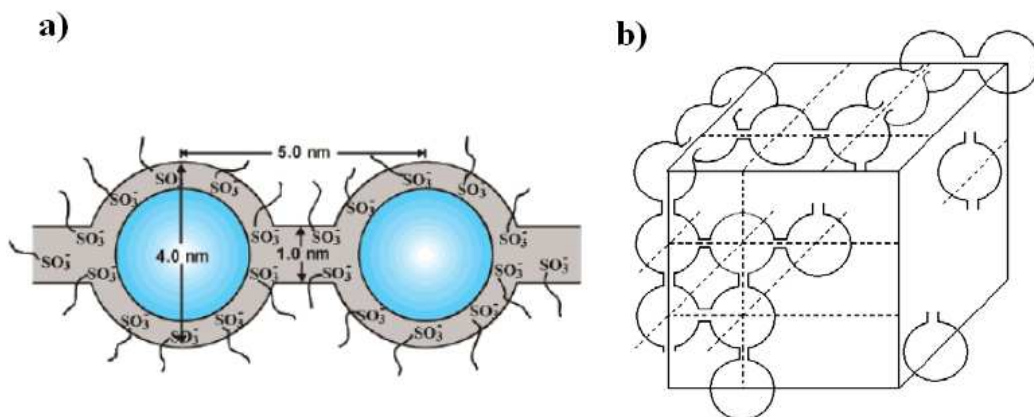 a)
b)
5.0 nm
SO₃⁻ SO₃⁻
SO₃⁻ SO₃⁻
SO₃⁻ SO₃⁻ SO₃⁻ SO₃⁻ SO₃⁻
4.0 nm 1.0 nm
SO₃⁻ SO₃⁻ SO₃⁻
SO₃⁻ SO₃⁻ SO₃⁻ SO₃⁻
SO₃⁻ SO₃⁻ SO₃⁻ SO₃⁻
SO₃⁻ SO₃⁻